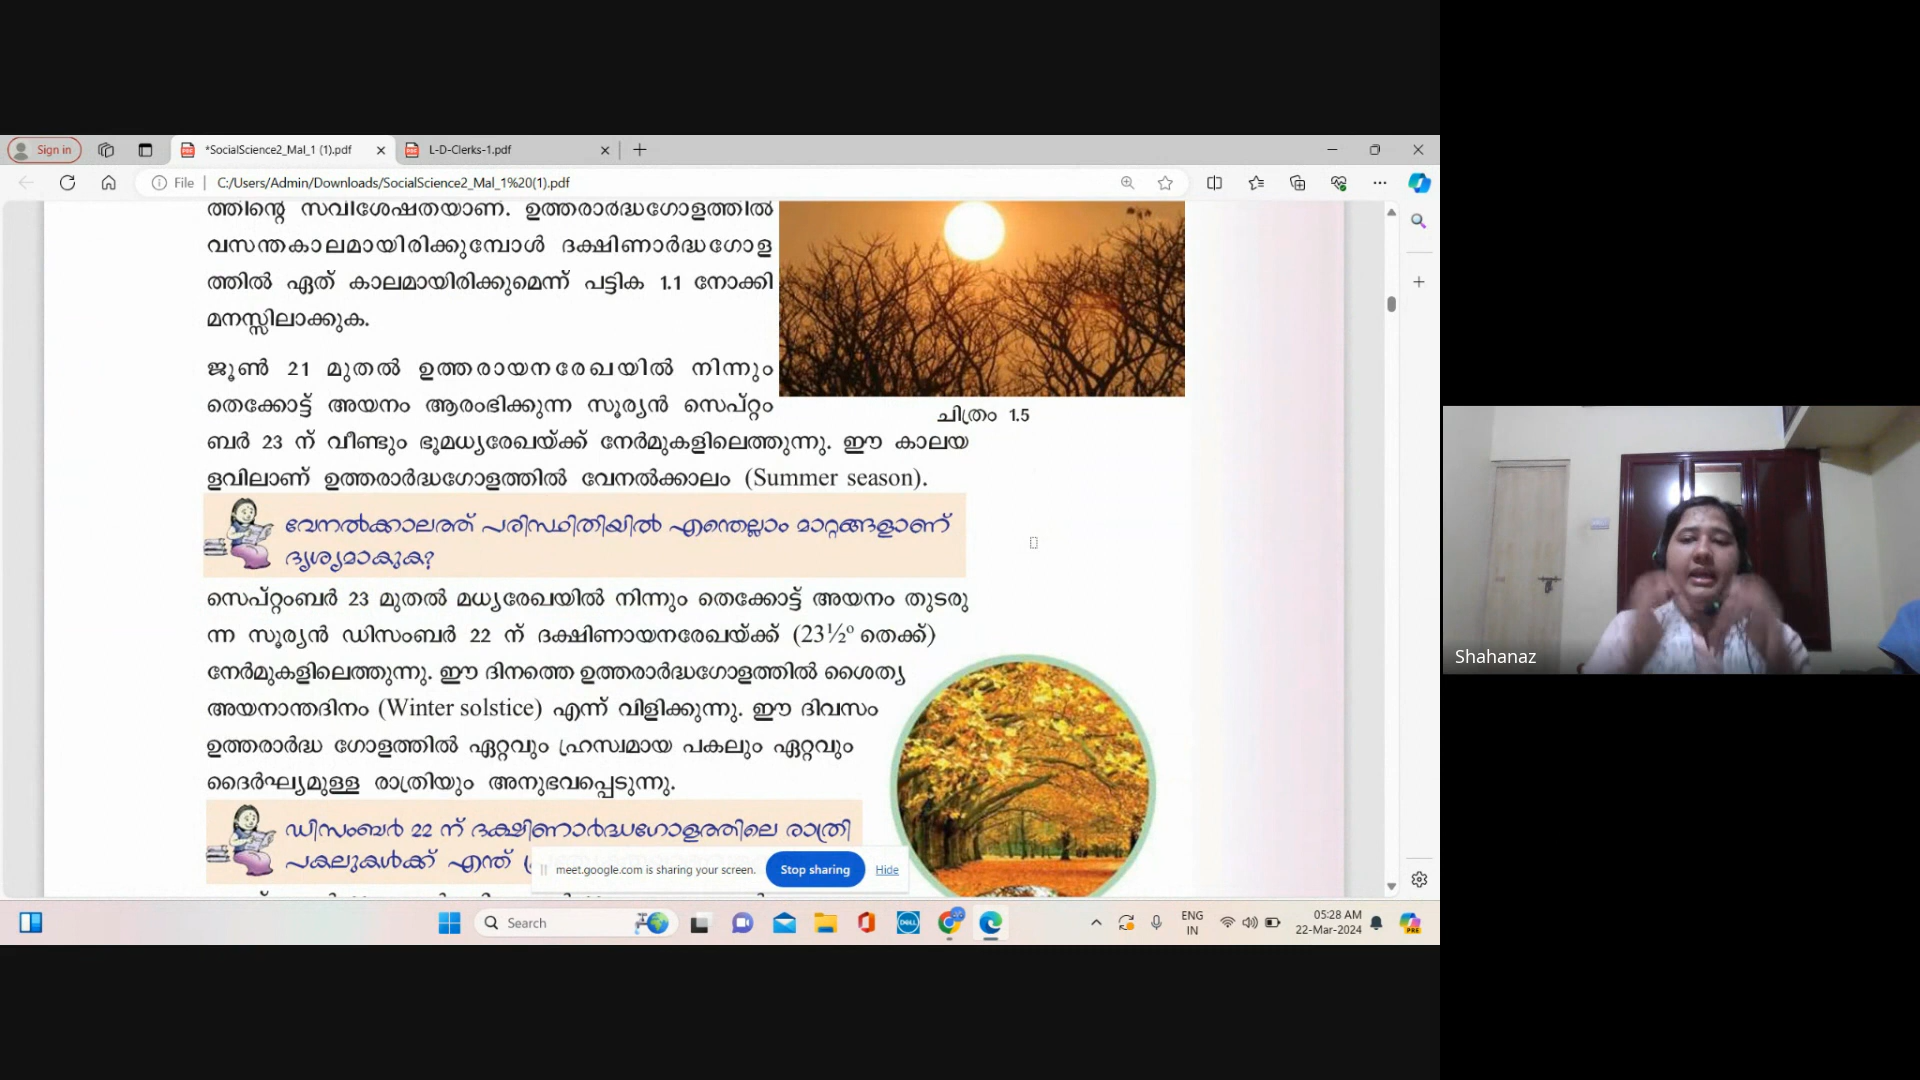 Sign in
*SocialScience2_Mal_1 (1).pdf
L-D-Clerks-1.pdf
File
C:/Users/Admin/Downloads/SocialScience2_Mal_1%20(1).pdf
ത്തിന്റെ സവിശേഷതയാണ്. ഉത്തരാർദ്ധഗോളത്തിൽ
വസന്തകാലമായിരിക്കുമ്പോൾ ദക്ഷിണാർദ്ധഗോള
ത്തിൽ ഏത് കാലമായിരിക്കുമെന്ന് പട്ടിക 1.1 നോക്കി
മനസ്സിലാക്കുക.
ജൂൺ 21 മുതൽ ഉത്തരായനരേഖയിൽ നിന്നും
തെക്കോട്ട് അയനം ആരംഭിക്കുന്ന സൂര്യൻ സെപ്റ്റം
ചിത്രം 1.5
ബർ 23 ന് വീണ്ടും ഭൂമധ്യരേഖയ്ക്ക് നേർമുകളിലെത്തുന്നു. ഈ കാലയ
ളവിലാണ് ഉത്തരാർദ്ധഗോളത്തിൽ വേനൽക്കാലം (Summer season).
വേനൽക്കാലത്ത് പരിസ്ഥിതിയിൽ എന്തെല്ലാം മാറ്റങ്ങളാണ്
ദൃശ്യമാകുക?
സെപ്റ്റംബർ 23 മുതൽ മധ്യരേഖയിൽ നിന്നും തെക്കോട്ട് അയനം തുടരു
ന്ന സൂര്യൻ ഡിസംബർ 22 ന് ദക്ഷിണായനരേഖയ്ക്ക് (23½° തെക്ക്)
നേർമുകളിലെത്തുന്നു. ഈ ദിനത്തെ ഉത്തരാർദ്ധഗോളത്തിൽ ശൈത്യ
അയനാന്തദിനം (Winter solstice) എന്ന് വിളിക്കുന്നു. ഈ ദിവസം
ഉത്തരാർദ്ധ ഗോളത്തിൽ ഏറ്റവും ഹ്രസ്വമായ പകലും ഏറ്റവും
ദൈർഘ്യമുള്ള രാത്രിയും അനുഭവപ്പെടുന്നു.
ഡിസംബർ 22 ന് ദക്ഷിണാർദ്ധഗോളത്തിലെ രാത്രി
പകലുകൾക്ക് എന്ത്
meet.google.com is sharing your screen.
Stop sharing
Hide
Search
ENG
IN
05:28 AM
22-Mar-2024
Shahanaz